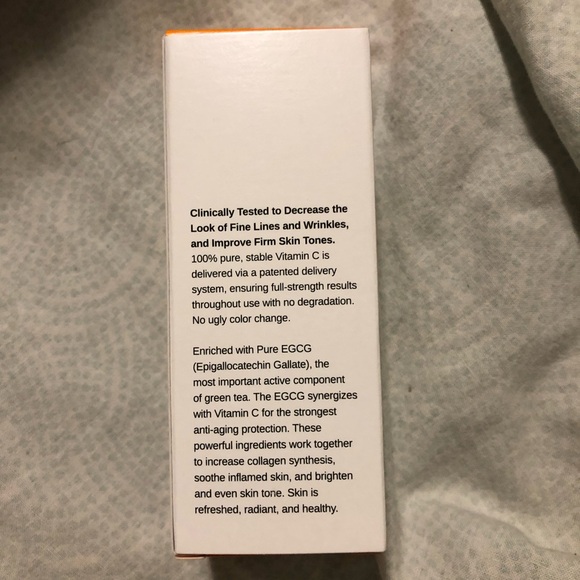 Clinically Tested to Decrease the
Look of Fine Lines and Wrinkles,
and Improve Firm Skin Tones.
100% pure, stable Vitamin C is
delivered via a patented delivery
system, ensuring full-strength results
throughout use with no degradation.
No ugly color change.
Enriched with Pure EGCG
(Epigallocatechin Gallate), the
most important active component
of green tea. The EGCG synergizes
with Vitamin C for the strongest
anti-aging protection. These
powerful ingredients work together
to increase collagen synthesis,
soothe inflamed skin, and brighten
and even skin tone. Skin is
refreshed, radiant, and healthy.